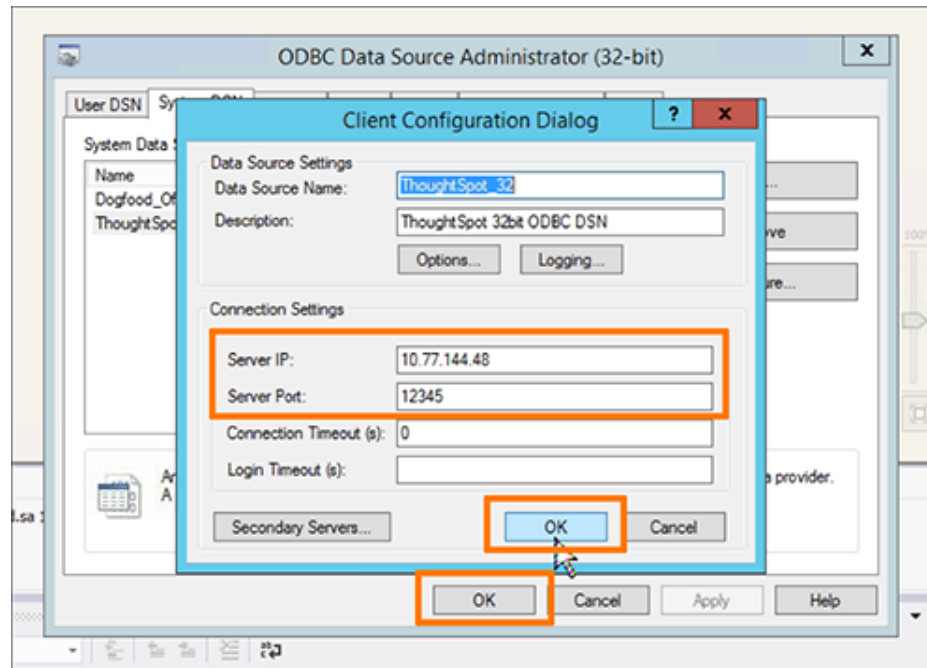 ODBC Data Source Administrator (32-bit)
x
User DSN
Client Configuration Dialog
? x
System Data
Name
Dogfood_Of
ThoughtSpo
Data Source Settings
Data Source Name: ThoughtSpot_32
Description: ThoughtSpot 32bit ODBC DSN
Options... Logging...
Connection Settings
Server IP: 10.77.144.48
Server Port: 12345
Connection Timeout (s): 0
Login Timeout (s):
Secondary Servers... OK Cancel
a provider.
OK Cancel Apply Help